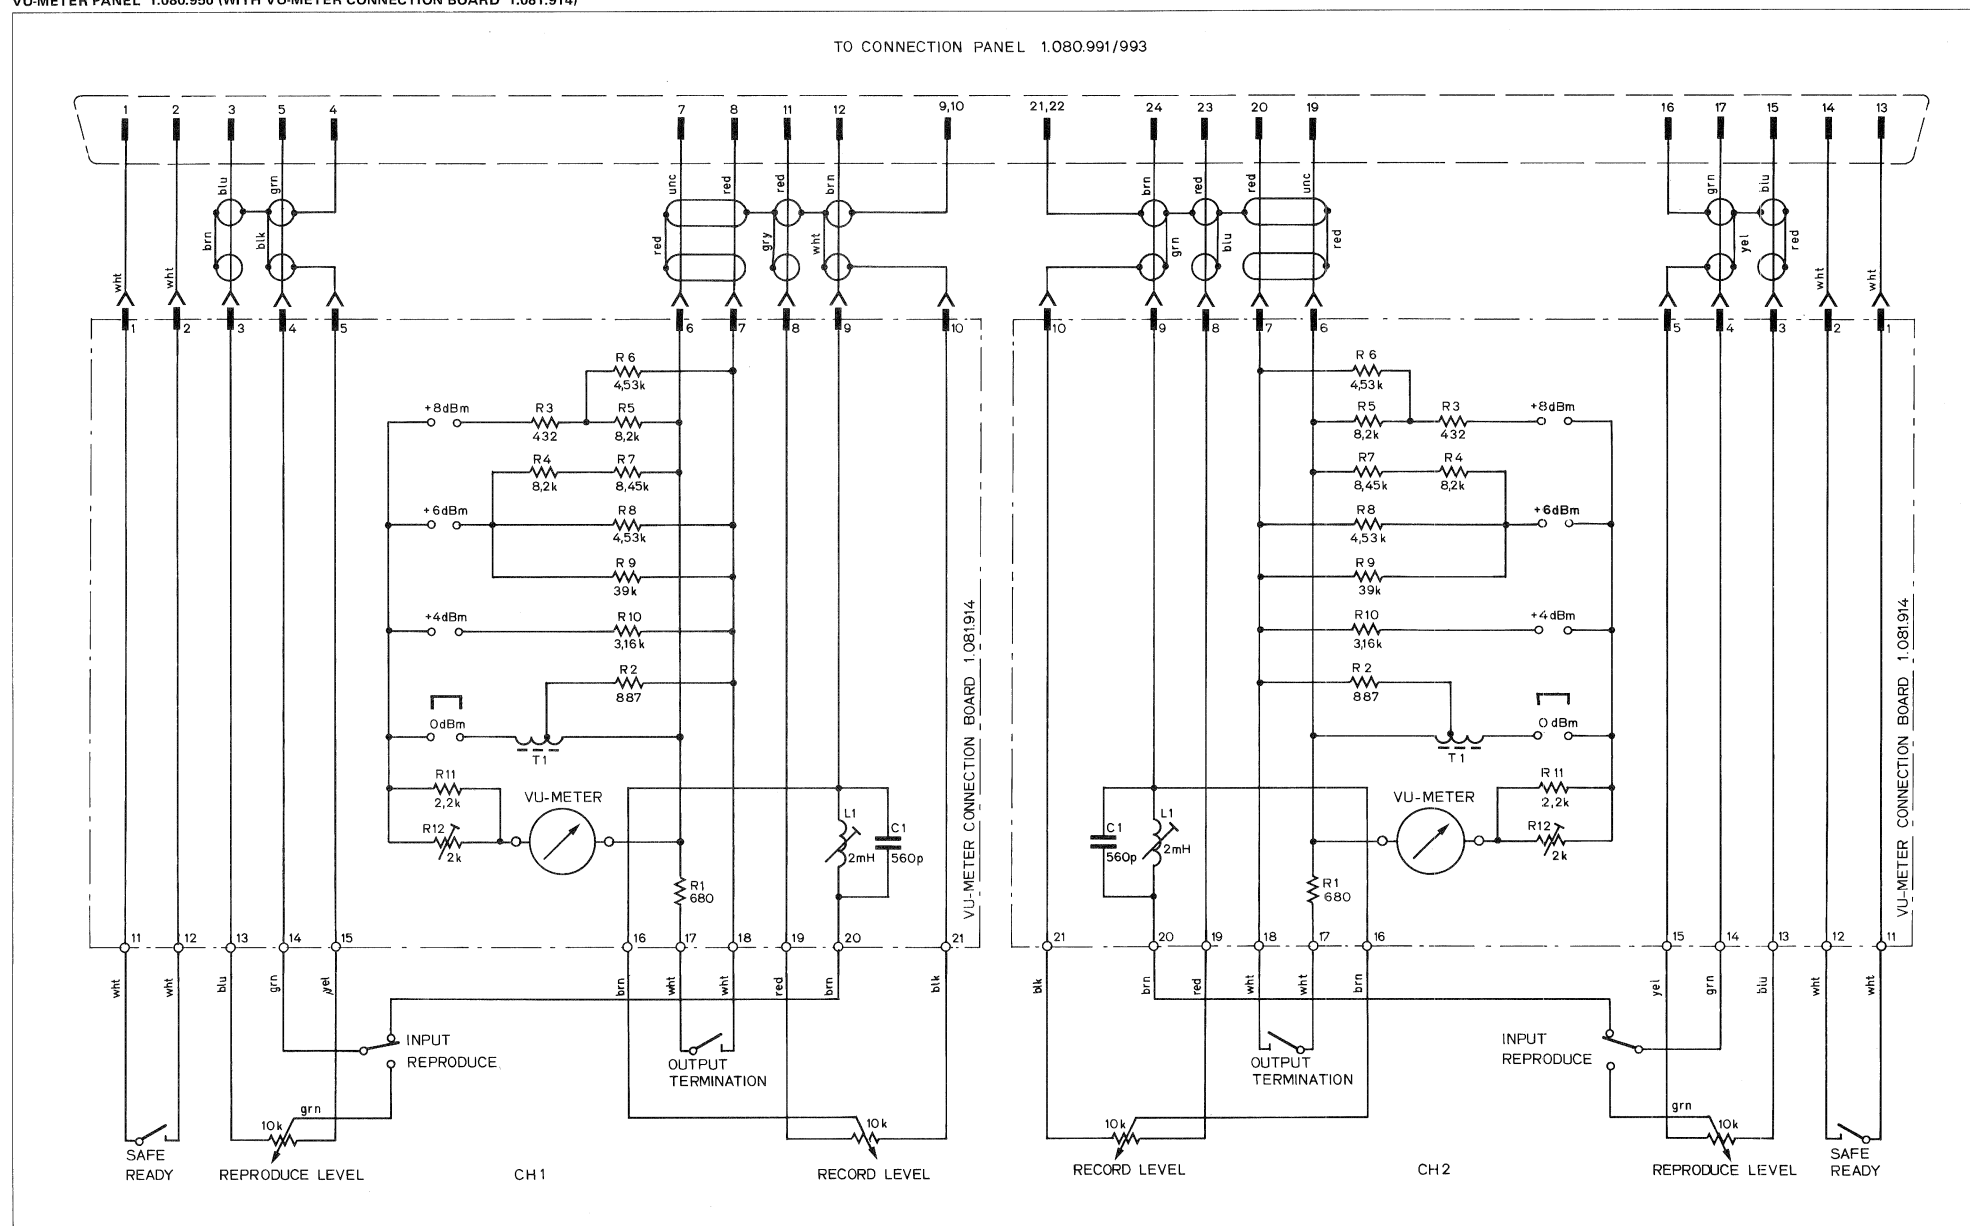 VU-METER PANEL 1.080.950 (WITH VU-METER CONNECTION BOARD 1.081.914)
TO CONNECTION PANEL 1.080.991/993
1 2 3 5 4 7 8 11 12 9,10 21,22 24 23 20 19 16 17 15 14 13
blu grn unc red red brn brn red red unc grn blu
brn blk red gry wht grn blu red yel red
wht wht wht wht
1 2 3 4 5 6 7 8 9 10 10 9 8 7 6 5 4 3 2 1
R6 R6
4,53k 4,53k
+8dBm R3 R5 R5 R3 +8dBm
432 8,2k 8,2k 432
R4 R7 R7 R4
8,2k 8,45k 8,45k 8,2k
+6dBm R8 R8 +6dBm
4,53k 4,53k
R9 R9
39k 39k
+4dBm R10 R10 +4dBm
3,16k 3,16k
R2 R2
887 887
0dBm 0dBm
T1 T1
R11 R11
2,2k 2,2k
VU-METER VU-METER
R12 L1 C1 C1 L1 R12
2k 2mH 560p 560p 2mH 2k
R1 R1
680 680
VU-METER CONNECTION BOARD 1.081.914
VU-METER CONNECTION BOARD 1.081.914
11 12 13 14 15 16 17 18 19 20 21 21 20 19 18 17 16 15 14 13 12 11
wht wht blu grn yel brn wht wht red brn blk blk brn red wht wht brn yel grn blu wht wht
INPUT INPUT
REPRODUCE REPRODUCE
OUTPUT OUTPUT
TERMINATION TERMINATION
grn grn
10k 10k 10k 10k
SAFE SAFE
READY REPRODUCE LEVEL CH1 RECORD LEVEL RECORD LEVEL CH2 REPRODUCE LEVEL READY